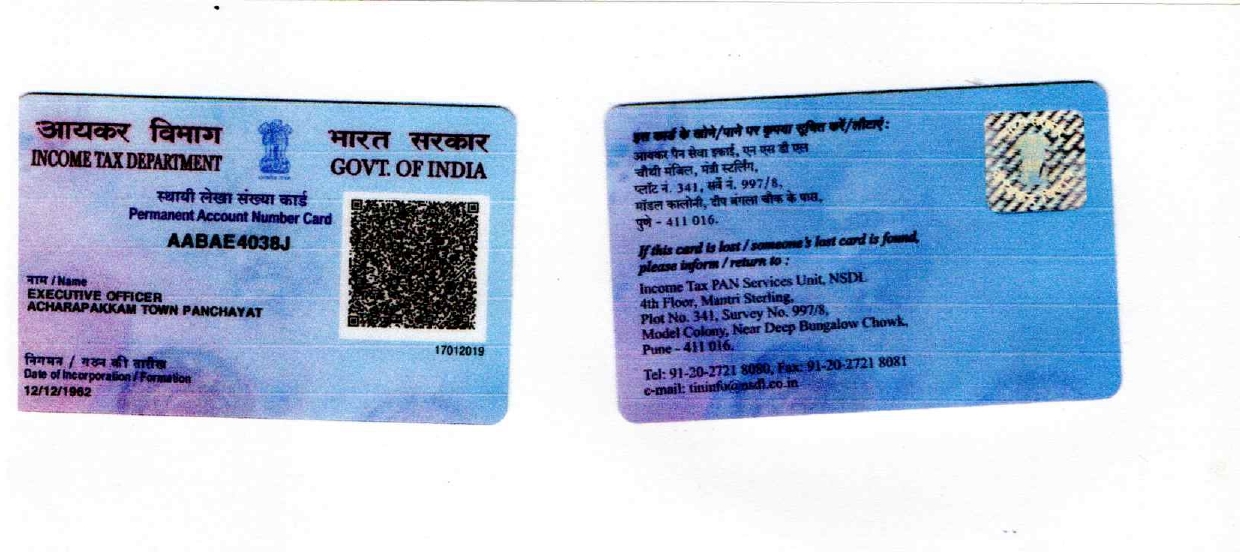 आयकर विभाग
INCOME TAX DEPARTMENT
भारत सरकार
GOVT. OF INDIA
स्थायी लेखा संख्या कार्ड
Permanent Account Number Card
AABAE4038J
नाम / Name
EXECUTIVE OFFICER
ACHARAPAKKAM TOWN PANCHAYAT
निगमन / गठन की तारीख
Date of Incorporation / Formation
12/12/1962
17012019
इस कार्ड के खोने/पाने पर कृपया सूचित करें/लौटाएं :
आयकर पैन सेवा इकाई, एन एस डी एल
चौथी मंजिल, मंत्री स्टर्लिंग,
प्लॉट नं. 341, सर्वे नं. 997/8,
मॉडल कालोनी, दीप बंगला चौक के पास,
पुणे - 411 016.
If this card is lost / someone's lost card is found,
please inform / return to :
Income Tax PAN Services Unit, NSDL
4th Floor, Mantri Sterling,
Plot No. 341, Survey No. 997/8,
Model Colony, Near Deep Bungalow Chowk,
Pune - 411 016.
Tel: 91-20-2721 8080, Fax: 91-20-2721 8081
e-mail: tininfo@nsdl.co.in